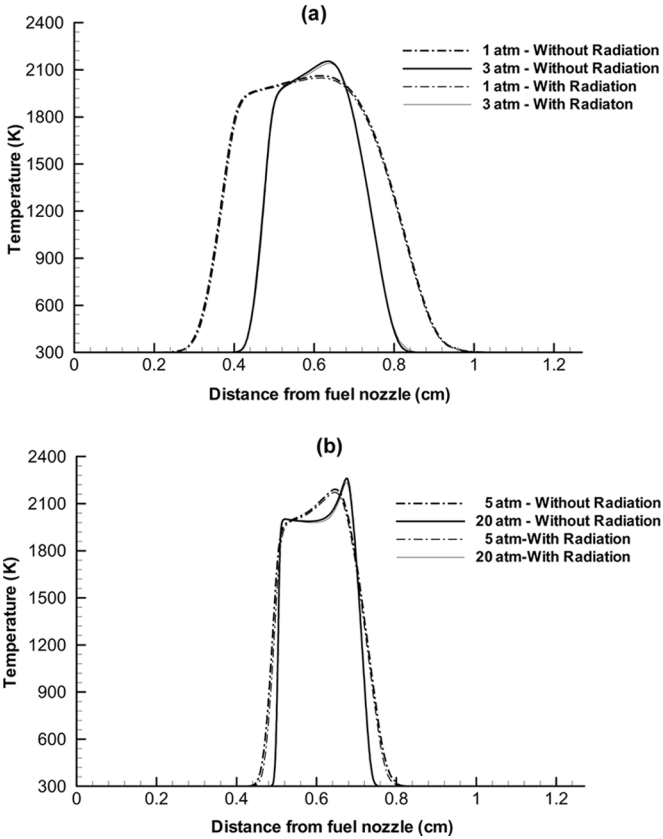 (a)
2400
2100
1800
1500
1200
900
600
300
Temperature (K)
1 atm - Without Radiation
3 atm - Without Radiation
1 atm - With Radiation
3 atm - With Radiaton
0 0.2 0.4 0.6 0.8 1 1.2
Distance from fuel nozzle (cm)
(b)
2400
2100
1800
1500
1200
900
600
300
Temperature (K)
5 atm - Without Radiation
20 atm - Without Radiation
5 atm-With Radiation
20 atm-With Radiation
0 0.2 0.4 0.6 0.8 1 1.2
Distance from fuel nozzle (cm)